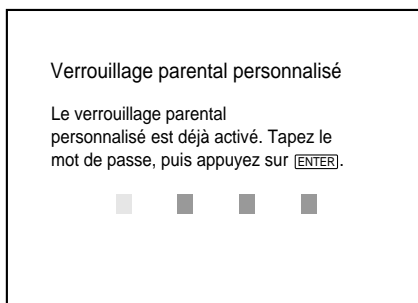 Verrouillage parental personnalisé
Le verrouillage parental
personnalisé est déjà activé. Tapez le
mot de passe, puis appuyez sur ENTER.